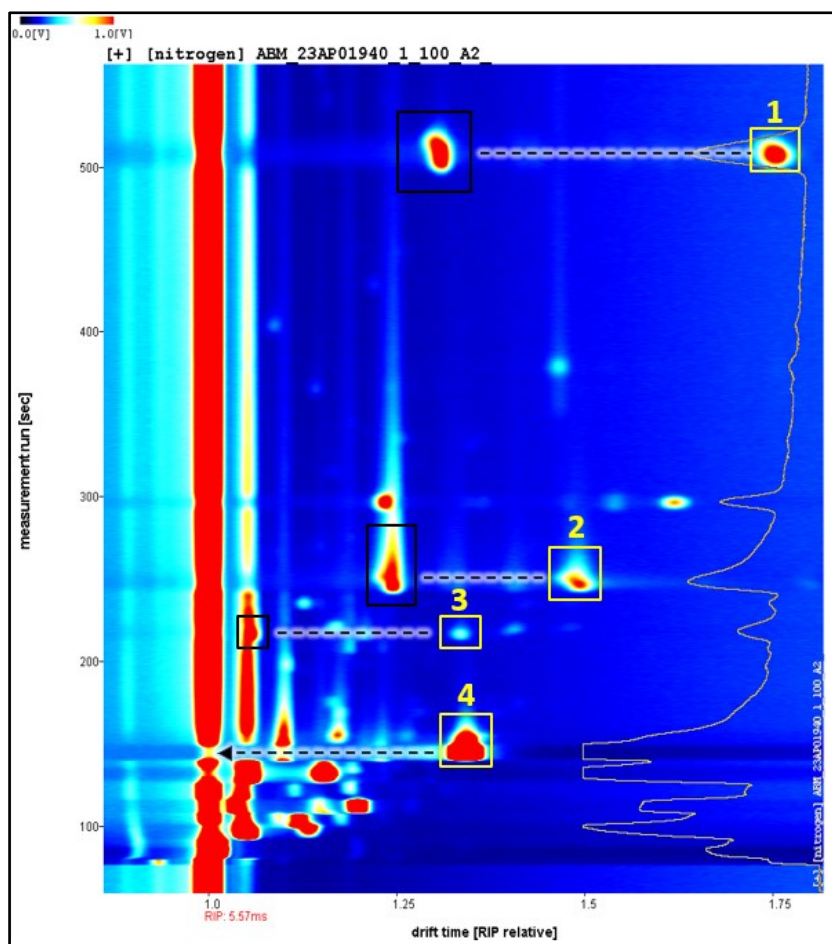 0.0[V] 1.0[V]
[+] [nitrogen] ABM_23AP01940_1_100_A2_
1
500
400
300
2
3
200
4
100
measurement run [sec]
[+] [nitrogen] ABM_23AP01940_1_100_A2
1.0 1.25 1.5 1.75
RIP: 5.57ms
drift time [RIP relative]